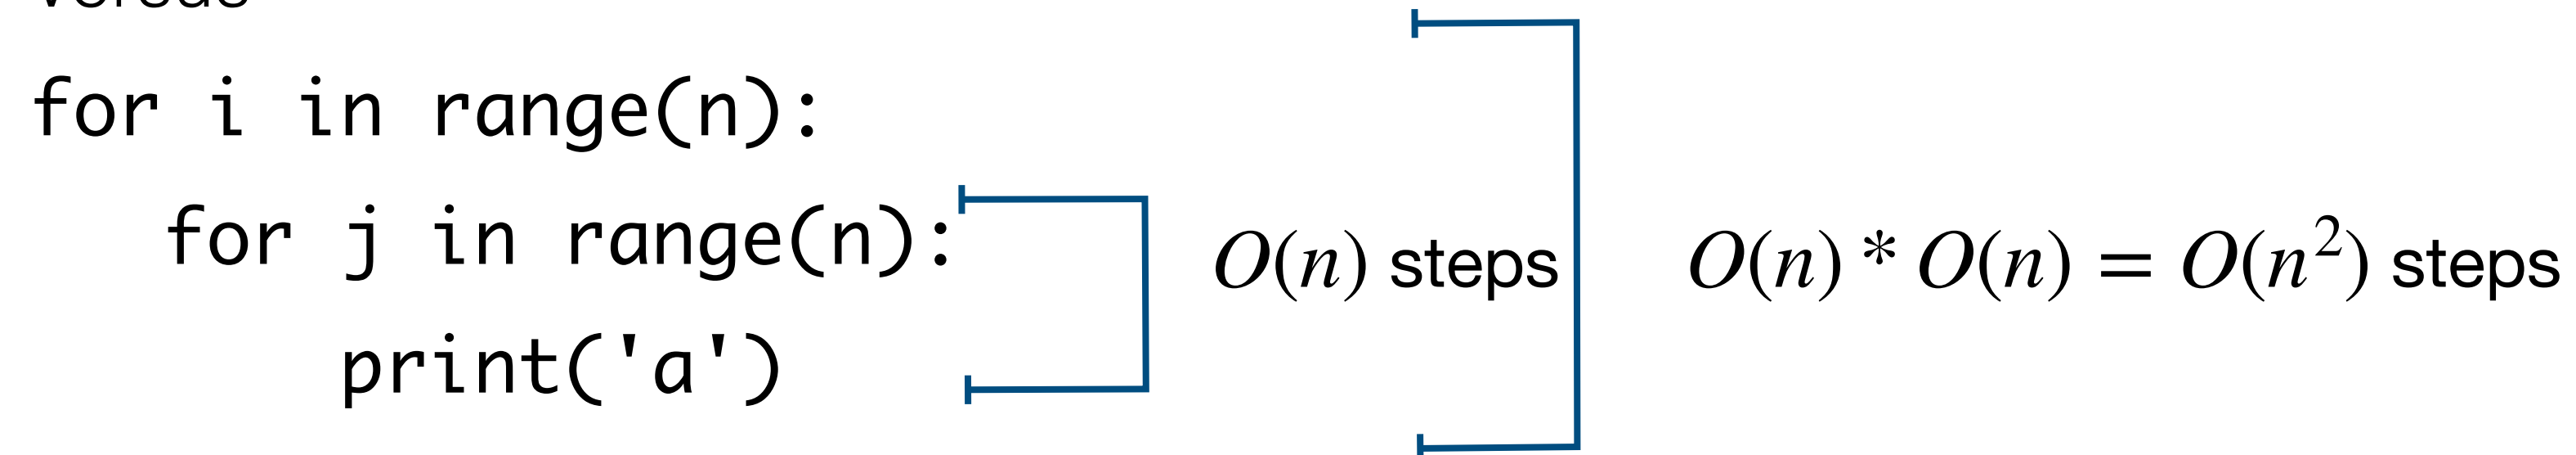 for i in range(n):
for j in range(n):
print('a')
O(n) steps
O(n) * O(n) = O(n²) steps